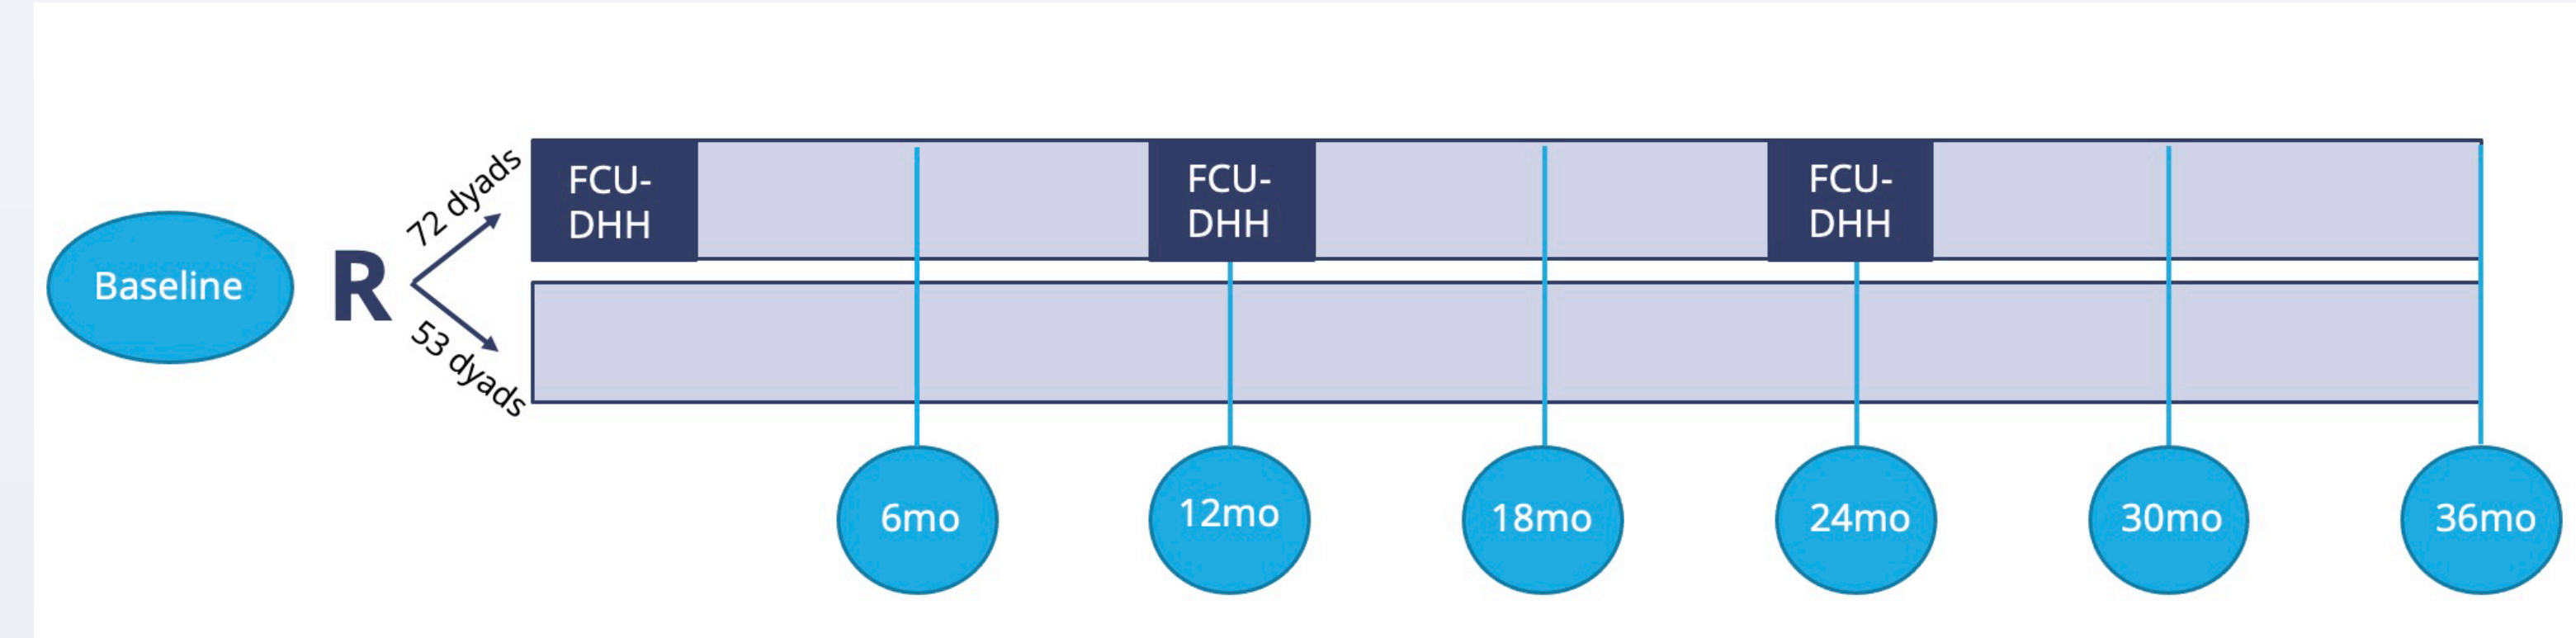 Baseline
R
72 dyads
53 dyads
FCU-
DHH
FCU-
DHH
FCU-
DHH
6mo
12mo
18mo
24mo
30mo
36mo